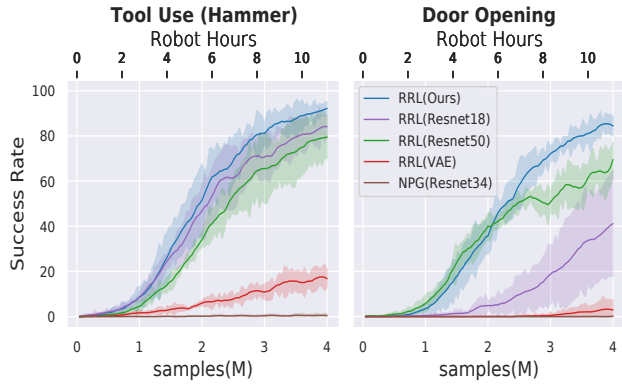 Tool Use (Hammer)
Robot Hours
0 2 4 6 8 10
100
80
60
40
20
0
Success Rate
0 1 2 3 4
samples(M)
Door Opening
Robot Hours
0 2 4 6 8 10
RRL(Ours)
RRL(Resnet18)
RRL(Resnet50)
RRL(VAE)
NPG(Resnet34)
0 1 2 3 4
samples(M)